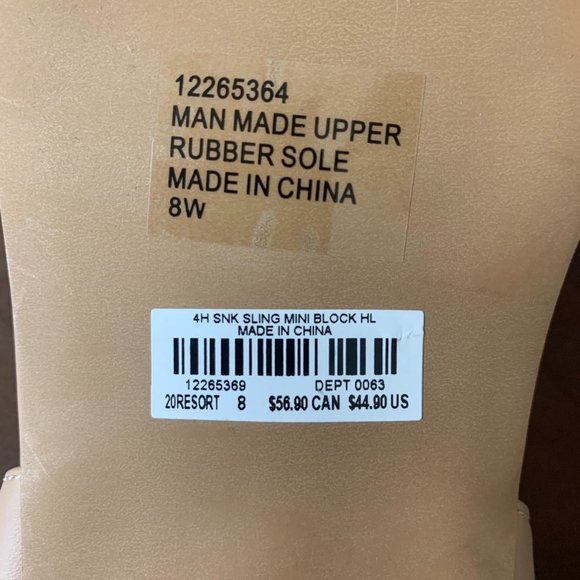 12265364
MAN MADE UPPER
RUBBER SOLE
MADE IN CHINA
8W
4H SNK SLING MINI BLOCK HL
MADE IN CHINA
12265369 DEPT 0063
20RESORT 8 $56.90 CAN $44.90 US